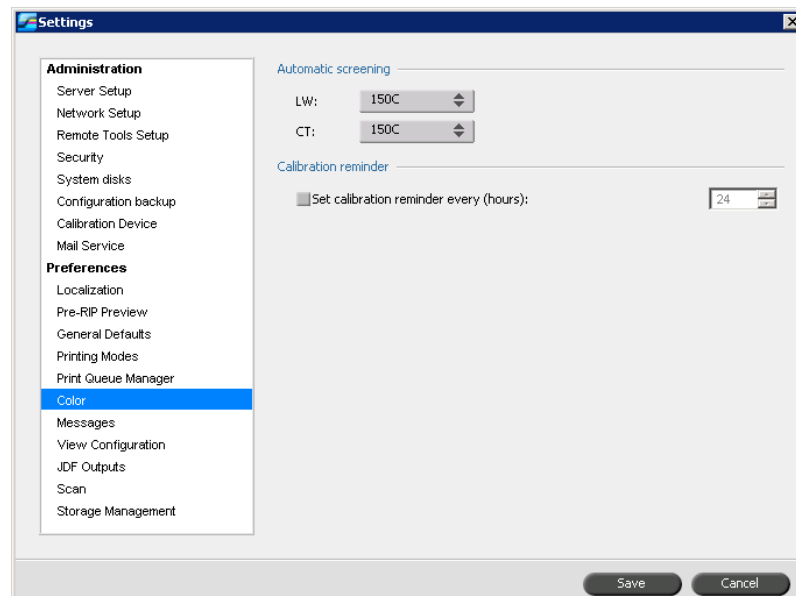 Settings
Administration
Server Setup
Network Setup
Remote Tools Setup
Security
System disks
Configuration backup
Calibration Device
Mail Service
Preferences
Localization
Pre-RIP Preview
General Defaults
Printing Modes
Print Queue Manager
Color
Messages
View Configuration
JDF Outputs
Scan
Storage Management
Automatic screening
LW: 150C
CT: 150C
Calibration reminder
Set calibration reminder every (hours): 24
Save Cancel